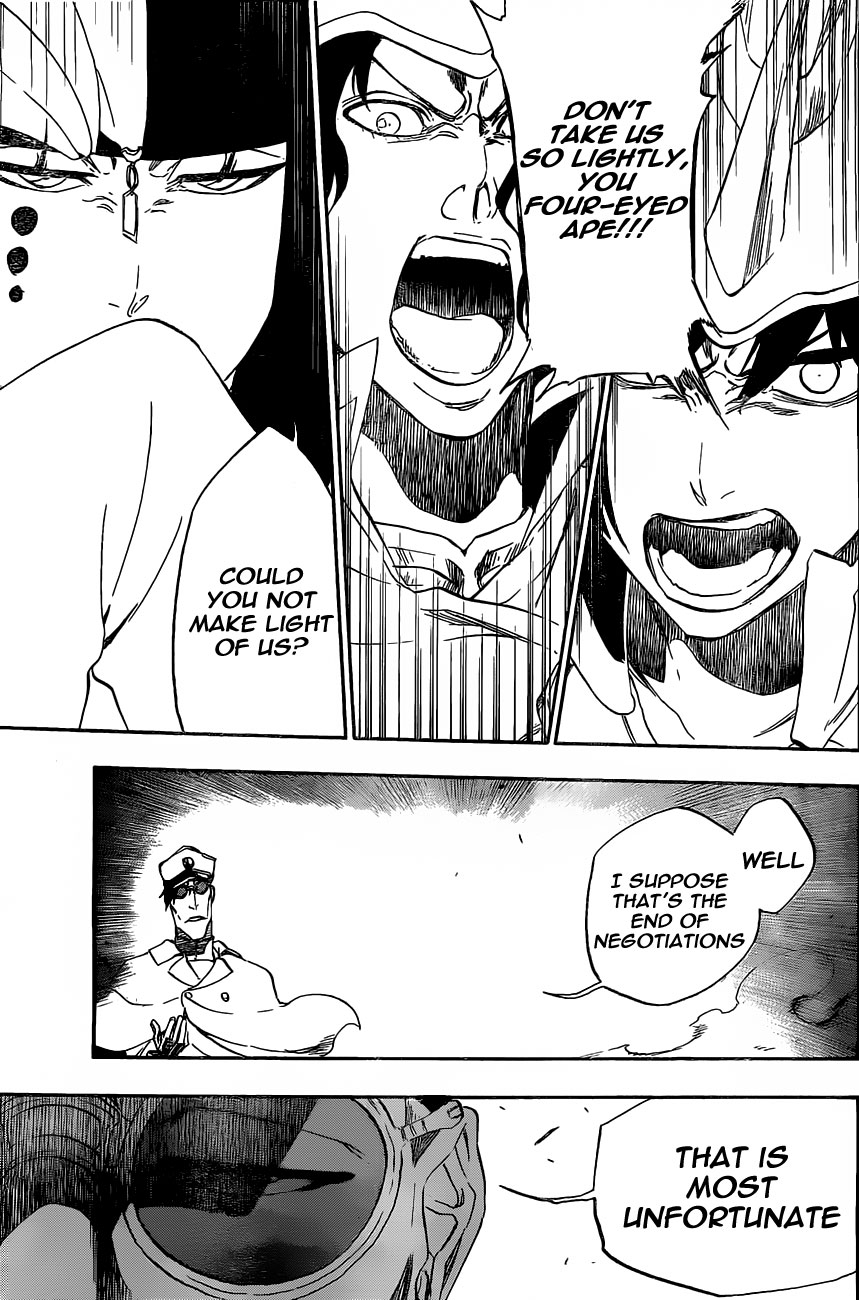 DON'T
TAKE US
SO LIGHTLY,
YOU
FOUR-EYED
APE!!!
COULD
YOU NOT
MAKE LIGHT
OF US?
WELL
I SUPPOSE
THAT'S THE
END OF
NEGOTIATIONS
THAT IS
MOST
UNFORTUNATE